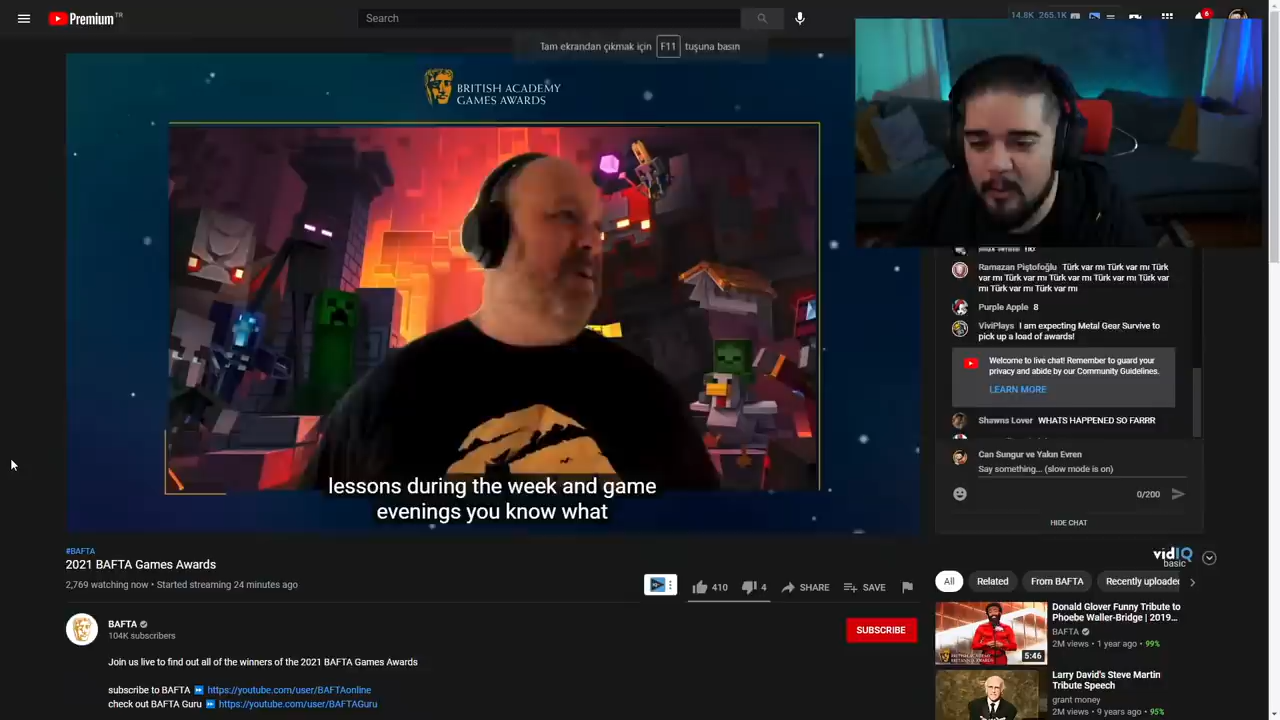 Premium TR
Search
14.8K 265.1K
6
Tam ekrandan çıkmak için F11 tuşuna basın
BRITISH ACADEMY
GAMES AWARDS
lessons during the week and game
evenings you know what
Ramazan Piştofoğlu Türk var mı Türk var mı Türk
var mı Türk var mı Türk var mı Türk var mı Türk
var mı Türk var mı Türk var mı
Purple Apple 8
ViviPlays I am expecting Metal Gear Survive to
pick up a load of awards!
Welcome to live chat! Remember to guard your
privacy and abide by our Community Guidelines.
LEARN MORE
Shawns Lover WHATS HAPPENED SO FARRR
Can Sungur ve Yakın Evren
Say something... (slow mode is on)
0/200
HIDE CHAT
#BAFTA
2021 BAFTA Games Awards
2,769 watching now • Started streaming 24 minutes ago
410
4
SHARE
SAVE
vidIQ
basic
All
Related
From BAFTA
Recently uploaded
BAFTA
104K subscribers
SUBSCRIBE
Join us live to find out all of the winners of the 2021 BAFTA Games Awards
subscribe to BAFTA https://youtube.com/user/BAFTAonline
check out BAFTA Guru https://youtube.com/user/BAFTAGuru
5:46
Donald Glover Funny Tribute to
Phoebe Waller-Bridge | 2019...
BAFTA
2M views • 1 year ago • 99%
Larry David's Steve Martin
Tribute Speech
grant money
2M views • 9 years ago • 95%